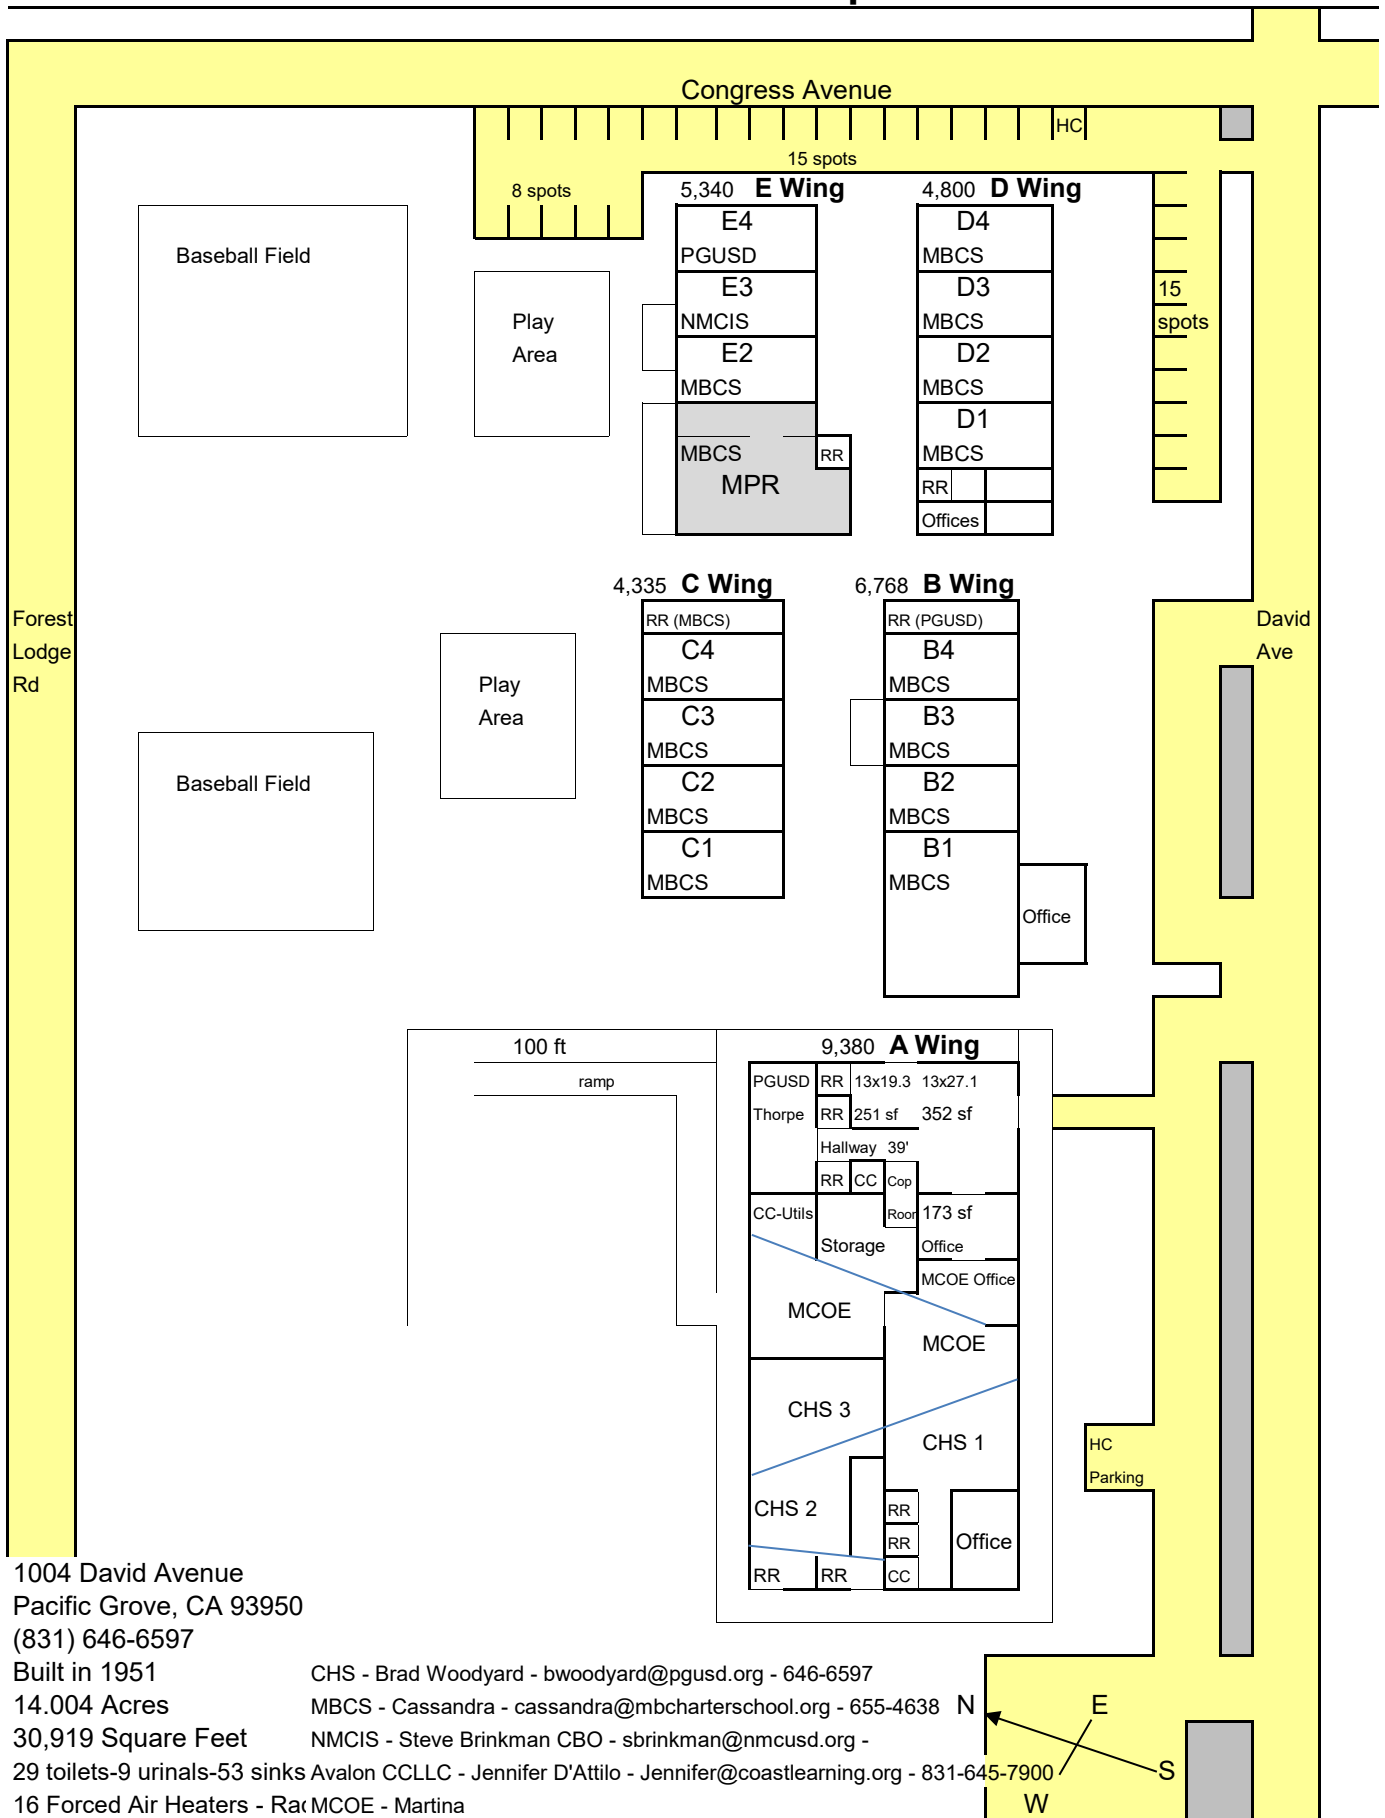 Congress Avenue
HC
15 spots
8 spots
5,340 E Wing
4,800 D Wing
E4
PGUSD
E3
NMCIS
E2
MBCS
MBCS
RR
MPR
D4
MBCS
D3
MBCS
D2
MBCS
D1
MBCS
RR
Offices
15
spots
Baseball Field
Play
Area
4,335 C Wing
6,768 B Wing
Forest
Lodge
Rd
David
Ave
RR (MBCS)
C4
MBCS
C3
MBCS
C2
MBCS
C1
MBCS
RR (PGUSD)
B4
MBCS
B3
MBCS
B2
MBCS
B1
MBCS
Office
Play
Area
Baseball Field
100 ft
ramp
9,380 A Wing
PGUSD RR 13x19.3 13x27.1
Thorpe RR 251 sf 352 sf
Hallway 39'
RR CC Cop
CC-Utils Roor 173 sf
Storage Office
MCOE Office
MCOE
MCOE
CHS 3
CHS 1
HC
Parking
CHS 2
RR
RR
Office
RR RR CC
1004 David Avenue
Pacific Grove, CA 93950
(831) 646-6597
Built in 1951
CHS - Brad Woodyard - bwoodyard@pgusd.org - 646-6597
14.004 Acres
MBCS - Cassandra - cassandra@mbcharterschool.org - 655-4638
30,919 Square Feet
NMCIS - Steve Brinkman CBO - sbrinkman@nmcusd.org -
29 toilets-9 urinals-53 sinks
Avalon CCLLC - Jennifer D'Attilo - Jennifer@coastlearning.org - 831-645-7900
16 Forced Air Heaters - Rac
MCOE - Martina
N
E
S
W